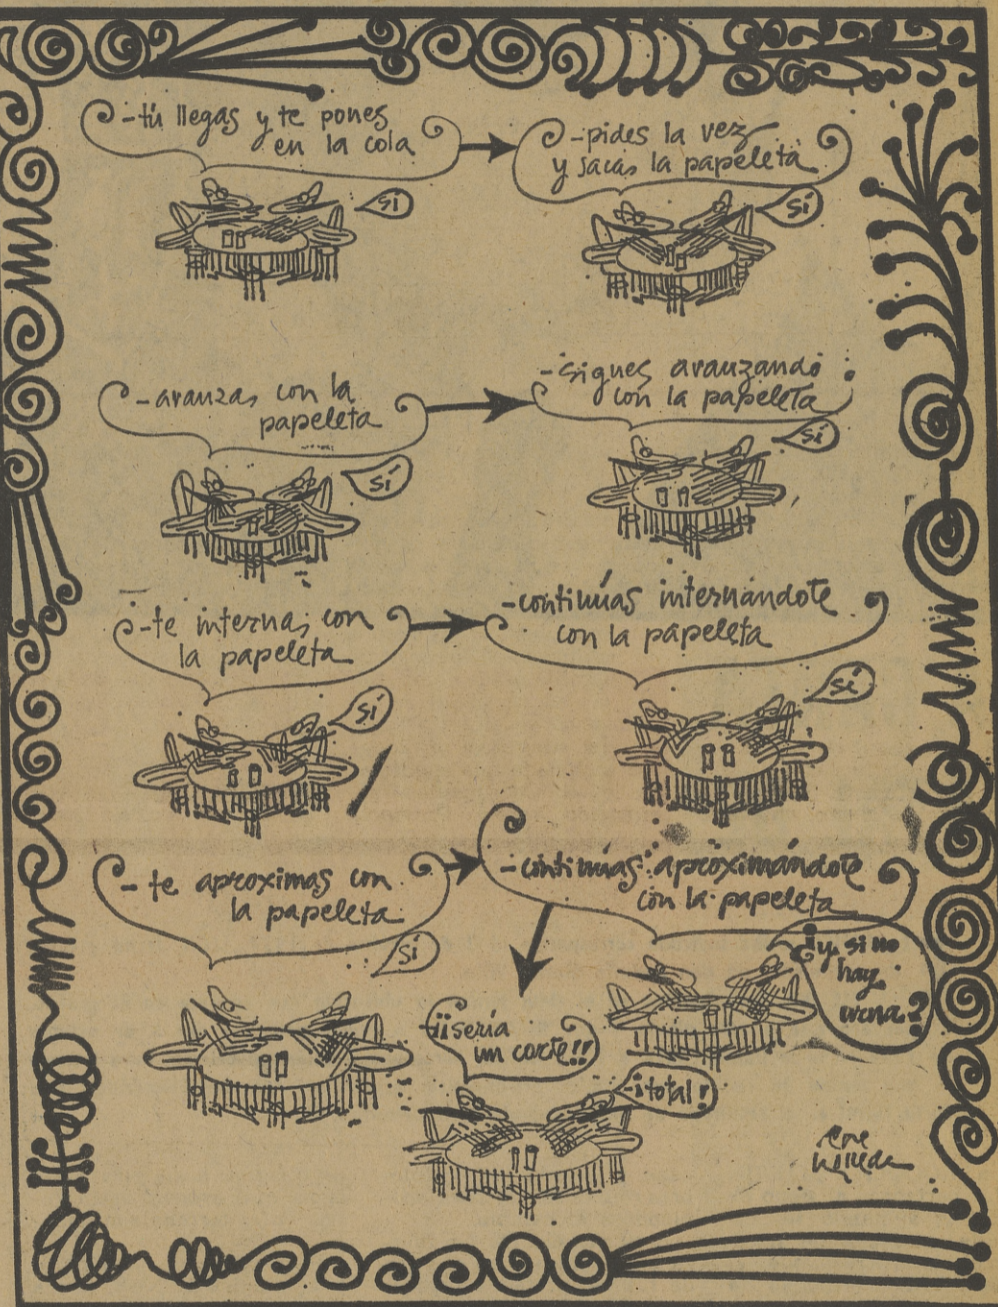 -tú llegas y te pones
en la cola
sí
-pides la vez
y sacas la papeleta
sí
-avanzas con la
papeleta
sí
-sigues avanzando
con la papeleta
sí
-te internas con
la papeleta
sí
-continúas internándote
con la papeleta
sí
-te aproximas con
la papeleta
sí
-continuas aproximándote
con la papeleta
¿y si no
hay
urna?
-¡¡sería
un corte!!
-¡total!